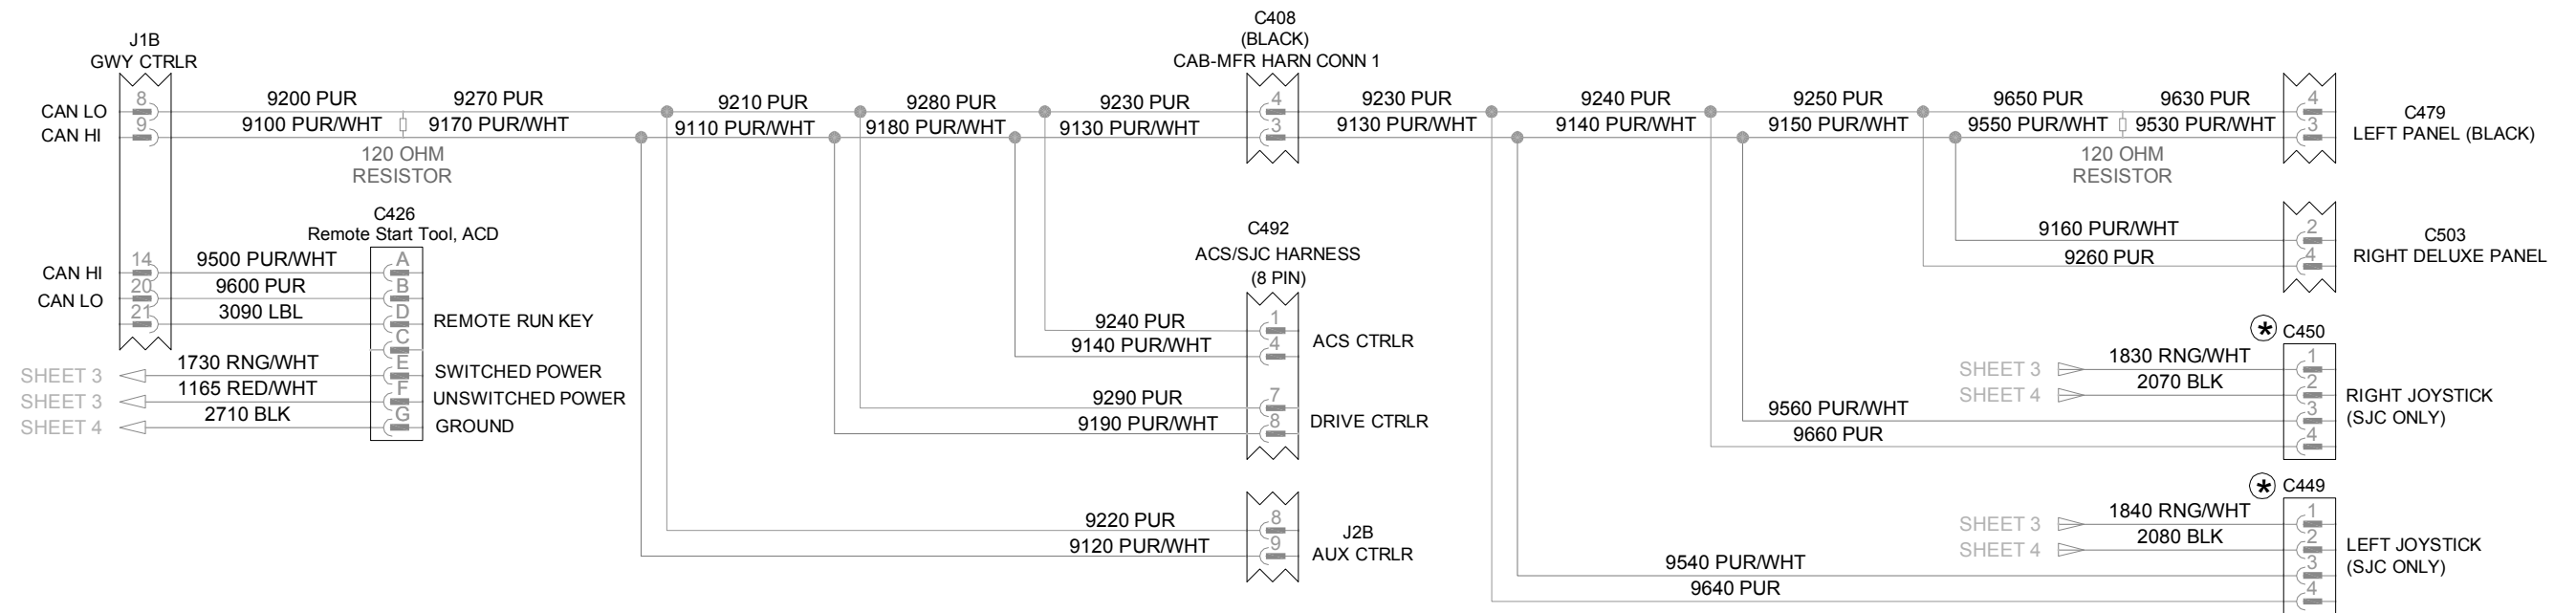 J1B
GWY CTRLR
C408
(BLACK)
CAB-MFR HARN CONN 1
CAN LO 8 9200 PUR 9270 PUR 9210 PUR 9280 PUR 9230 PUR 4 9230 PUR 9240 PUR 9250 PUR 9650 PUR 9630 PUR 4
CAN HI 9 9100 PUR/WHT 9170 PUR/WHT 9110 PUR/WHT 9180 PUR/WHT 9130 PUR/WHT 3 9130 PUR/WHT 9140 PUR/WHT 9150 PUR/WHT 9550 PUR/WHT 9530 PUR/WHT 3
C479
LEFT PANEL (BLACK)
120 OHM
RESISTOR
120 OHM
RESISTOR
C426
Remote Start Tool, ACD
CAN HI 14 9500 PUR/WHT A
CAN LO 20 9600 PUR B
21 3090 LBL D REMOTE RUN KEY
C
SHEET 3 1730 RNG/WHT E SWITCHED POWER
SHEET 3 1165 RED/WHT F UNSWITCHED POWER
SHEET 4 2710 BLK G GROUND
C492
ACS/SJC HARNESS
(8 PIN)
9240 PUR 1
9140 PUR/WHT 4
ACS CTRLR
9290 PUR 7
9190 PUR/WHT 8
DRIVE CTRLR
9220 PUR 8
9120 PUR/WHT 9
J2B
AUX CTRLR
9160 PUR/WHT 2
9260 PUR 4
C503
RIGHT DELUXE PANEL
* C450
SHEET 3 1830 RNG/WHT 1
SHEET 4 2070 BLK 2
9560 PUR/WHT 3
9660 PUR 4
RIGHT JOYSTICK
(SJC ONLY)
* C449
SHEET 3 1840 RNG/WHT 1
SHEET 4 2080 BLK 2
9540 PUR/WHT 3
9640 PUR 4
LEFT JOYSTICK
(SJC ONLY)